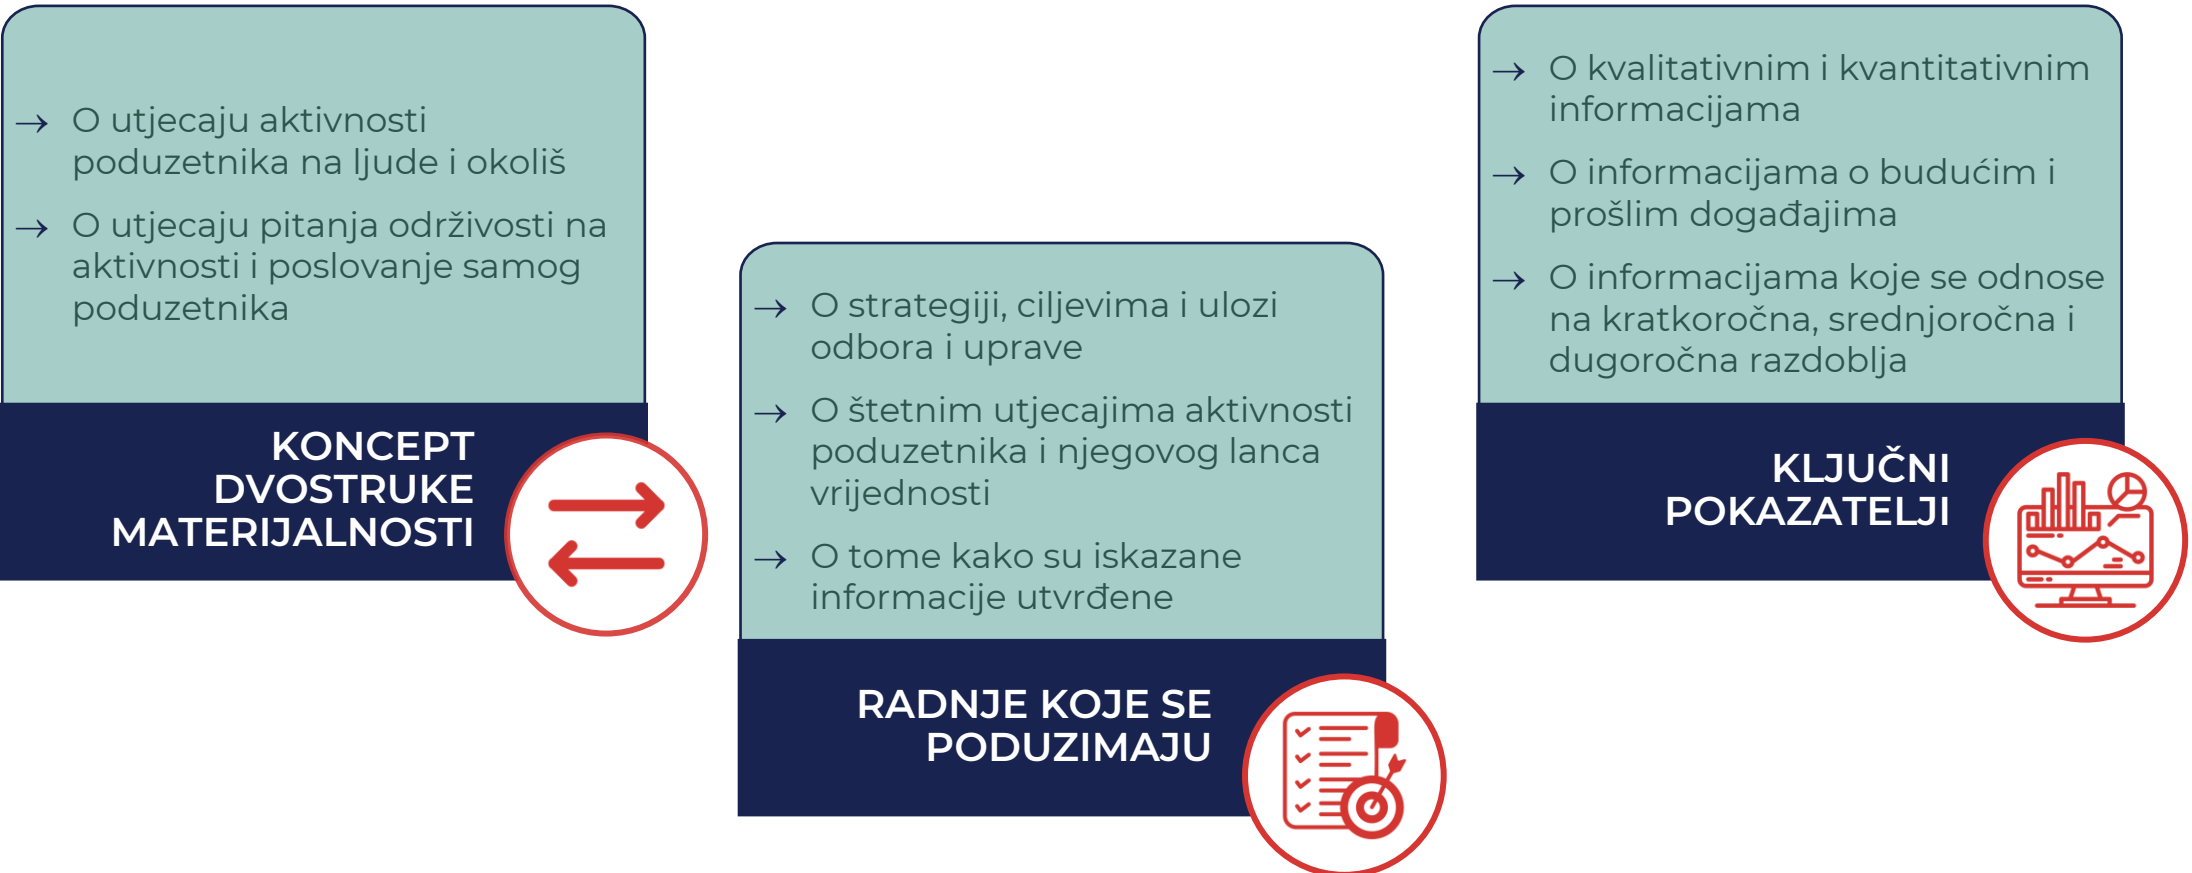 → O utjecaju aktivnosti
poduzetnika na ljude i okoliš
→ O utjecaju pitanja održivosti na
aktivnosti i poslovanje samog
poduzetnika
KONCEPT
DVOSTRUKE
MATERIJALNOSTI
→ O strategiji, ciljevima i ulozi
odbora i uprave
→ O štetnim utjecajima aktivnosti
poduzetnika i njegovog lanca
vrijednosti
→ O tome kako su iskazane
informacije utvrđene
RADNJE KOJE SE
PODUZIMAJU
→ O kvalitativnim i kvantitativnim
informacijama
→ O informacijama o budućim i
prošlim događajima
→ O informacijama koje se odnose
na kratkoročna, srednjoročna i
dugoročna razdoblja
KLJUČNI
POKAZATELJI